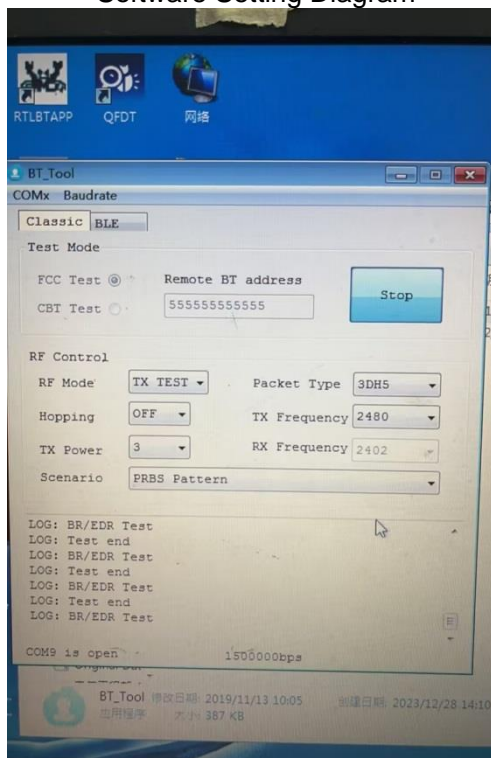 Software Setting Diagram
RTLBTAPP QFDT 网络
BT_Tool
COMx Baudrate
Classic BLE
Test Mode
FCC Test Remote BT address
Stop
CBT Test 555555555555
RF Control
RF Mode TX TEST Packet Type 3DH5
Hopping OFF TX Frequency 2480
TX Power 3 RX Frequency 2402
Scenario PRBS Pattern
LOG: BR/EDR Test
LOG: Test end
LOG: BR/EDR Test
LOG: Test end
LOG: BR/EDR Test
LOG: Test end
LOG: BR/EDR Test
COM9 is open 1500000bps
BT_Tool 修改日期: 2019/11/13 10:05 创建日期: 2023/12/28 14:10
应用程序 大小: 387 KB